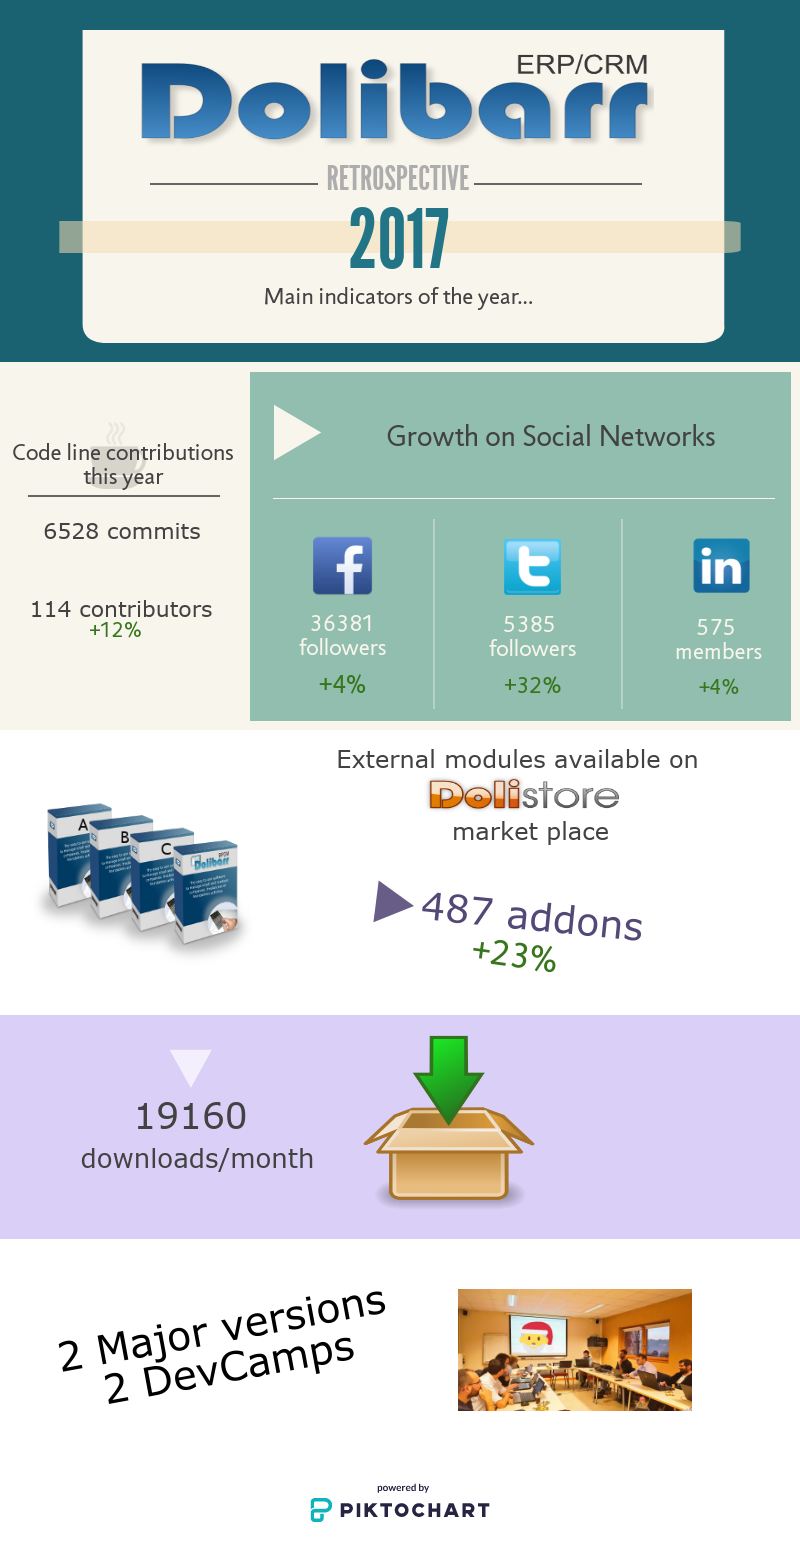 Dolibarr
ERP/CRM
RETROSPECTIVE
2017
Main indicators of the year...
Code line contributions
this year
6528 commits
114 contributors
+12%
Growth on Social Networks
f
36381
followers
+4%
t
5385
followers
+32%
in
575
members
+4%
External modules available on
Dolistore
market place
A
B
C
Dolibarr
487 addons
+23%
19160
downloads/month
2 Major versions
2 DevCamps
powered by
PIKTOCHART